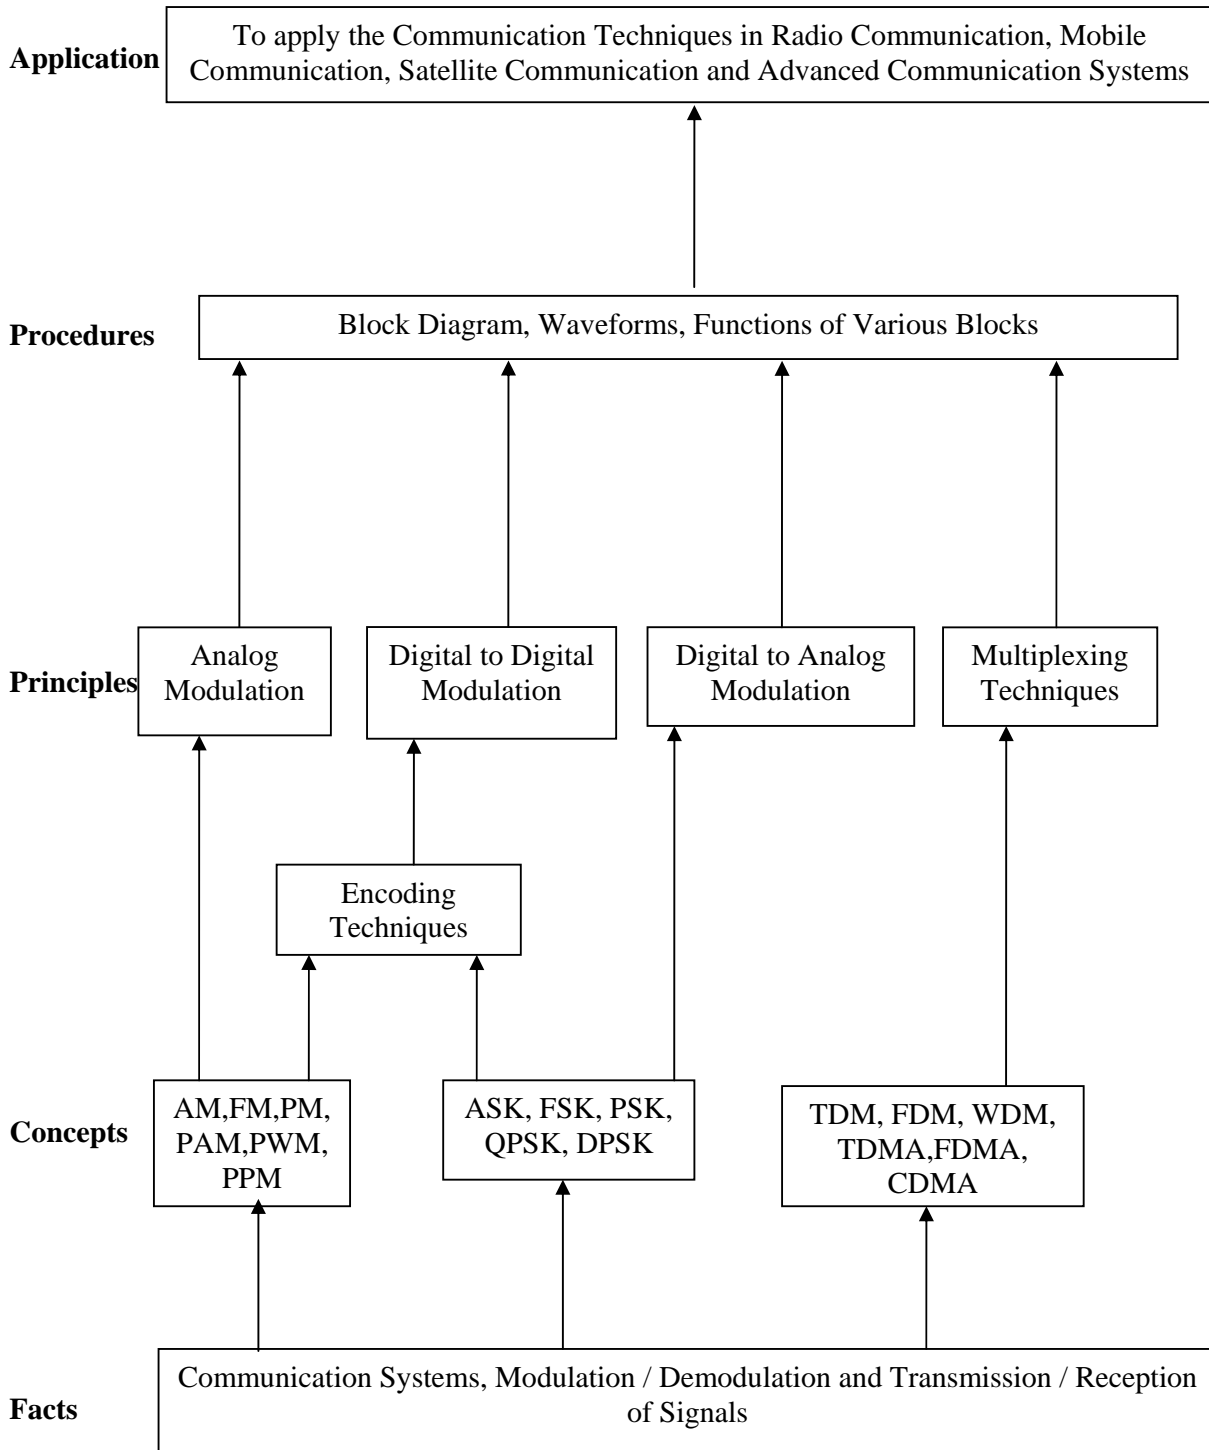 Application
To apply the Communication Techniques in Radio Communication, Mobile
Communication, Satellite Communication and Advanced Communication Systems
Procedures
Block Diagram, Waveforms, Functions of Various Blocks
Principles
Analog
Modulation
Digital to Digital
Modulation
Digital to Analog
Modulation
Multiplexing
Techniques
Encoding
Techniques
Concepts
AM,FM,PM,
PAM,PWM,
PPM
ASK, FSK, PSK,
QPSK, DPSK
TDM, FDM, WDM,
TDMA,FDMA,
CDMA
Facts
Communication Systems, Modulation / Demodulation and Transmission / Reception
of Signals